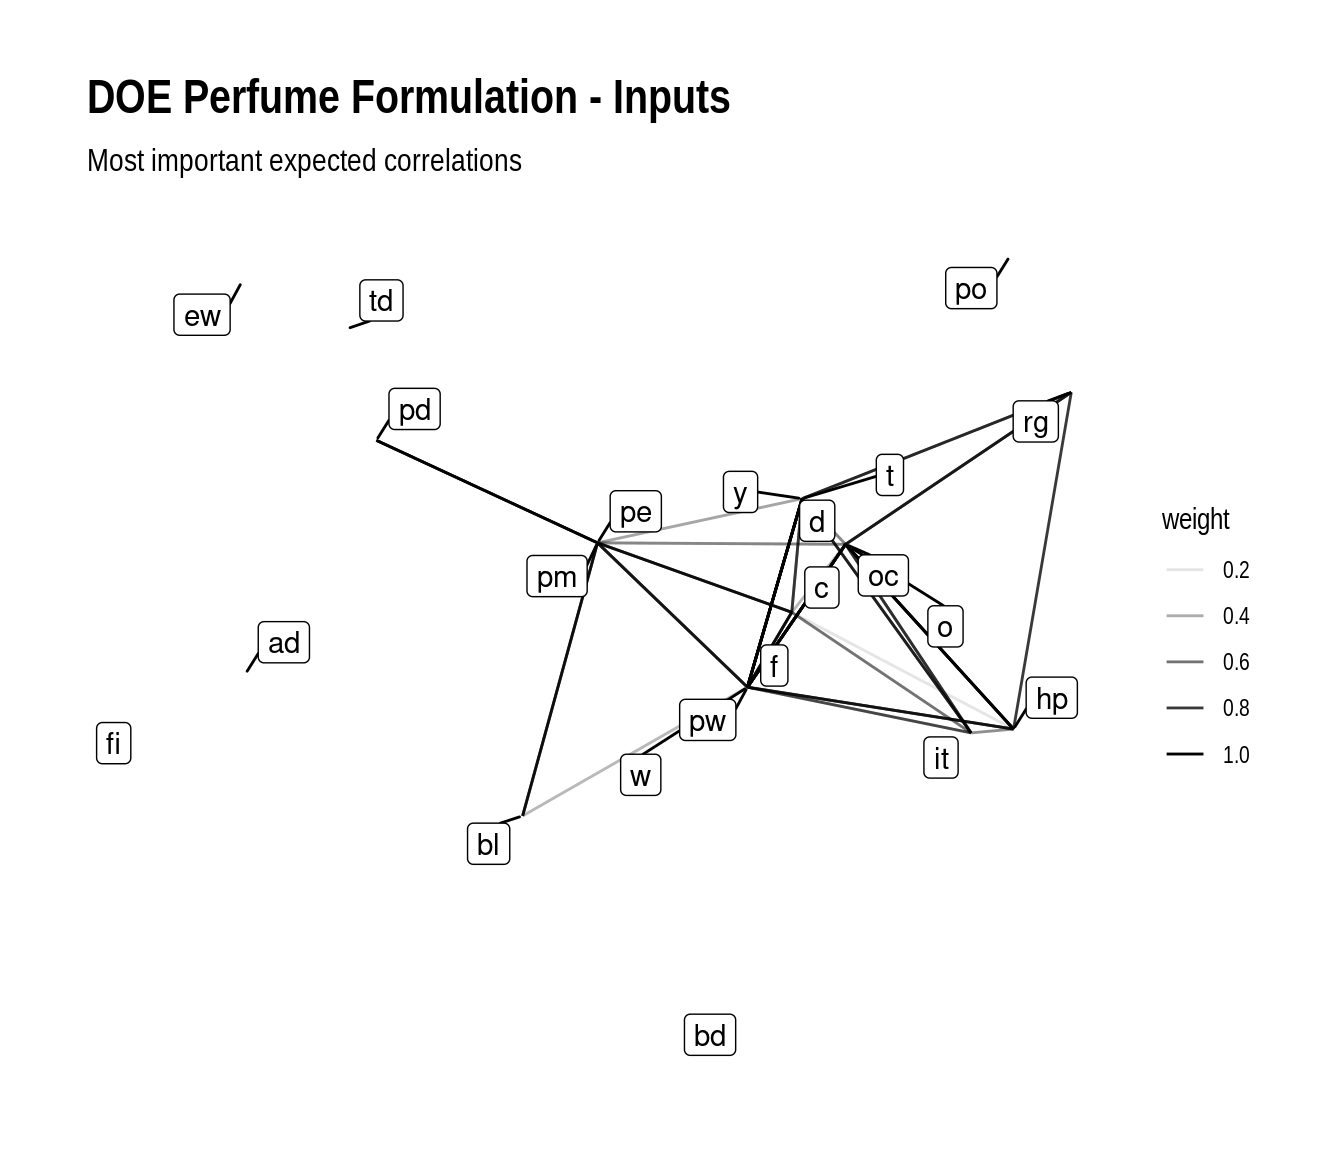 DOE Perfume Formulation - Inputs
Most important expected correlations
po
td
ew
pd
rg
t
y
pe
d
weight
0.2
0.4
0.6
0.8
1.0
pm
oc
c
o
ad
f
hp
pw
fi
it
w
bl
bd